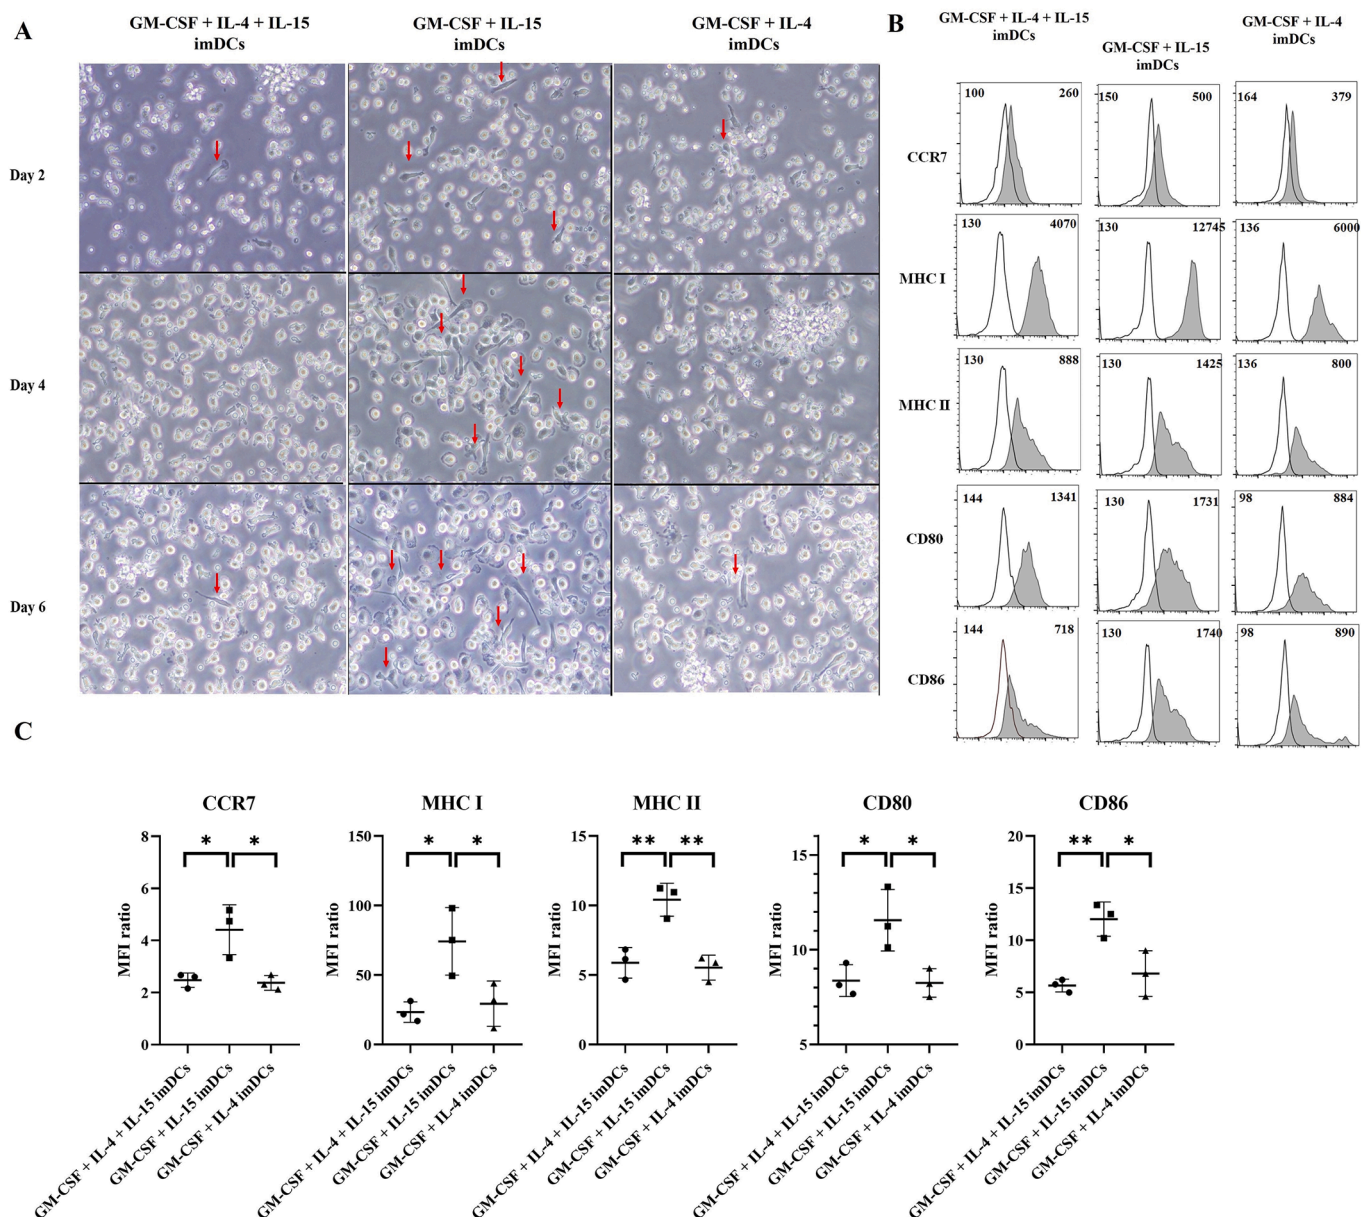 A
GM-CSF + IL-4 + IL-15
imDCs
GM-CSF + IL-15
imDCs
GM-CSF + IL-4
imDCs
Day 2
Day 4
Day 6
B
GM-CSF + IL-4 + IL-15
imDCs
GM-CSF + IL-15
imDCs
GM-CSF + IL-4
imDCs
CCR7
100 260
150 500
164 379
MHC I
130 4070
130 12745
136 6000
MHC II
130 888
130 1425
136 800
CD80
144 1341
130 1731
98 884
CD86
144 718
130 1740
98 890
C
CCR7
MFI ratio
8
6
4
2
0
* *
GM-CSF + IL-4 + IL-15 imDCs
GM-CSF + IL-15 imDCs
GM-CSF + IL-4 imDCs
MHC I
MFI ratio
150
100
50
0
* *
GM-CSF + IL-4 + IL-15 imDCs
GM-CSF + IL-15 imDCs
GM-CSF + IL-4 imDCs
MHC II
MFI ratio
15
10
5
0
** **
GM-CSF + IL-4 + IL-15 imDCs
GM-CSF + IL-15 imDCs
GM-CSF + IL-4 imDCs
CD80
MFI ratio
15
10
5
* *
GM-CSF + IL-4 + IL-15 imDCs
GM-CSF + IL-15 imDCs
GM-CSF + IL-4 imDCs
CD86
MFI ratio
20
15
10
5
0
** *
GM-CSF + IL-4 + IL-15 imDCs
GM-CSF + IL-15 imDCs
GM-CSF + IL-4 imDCs